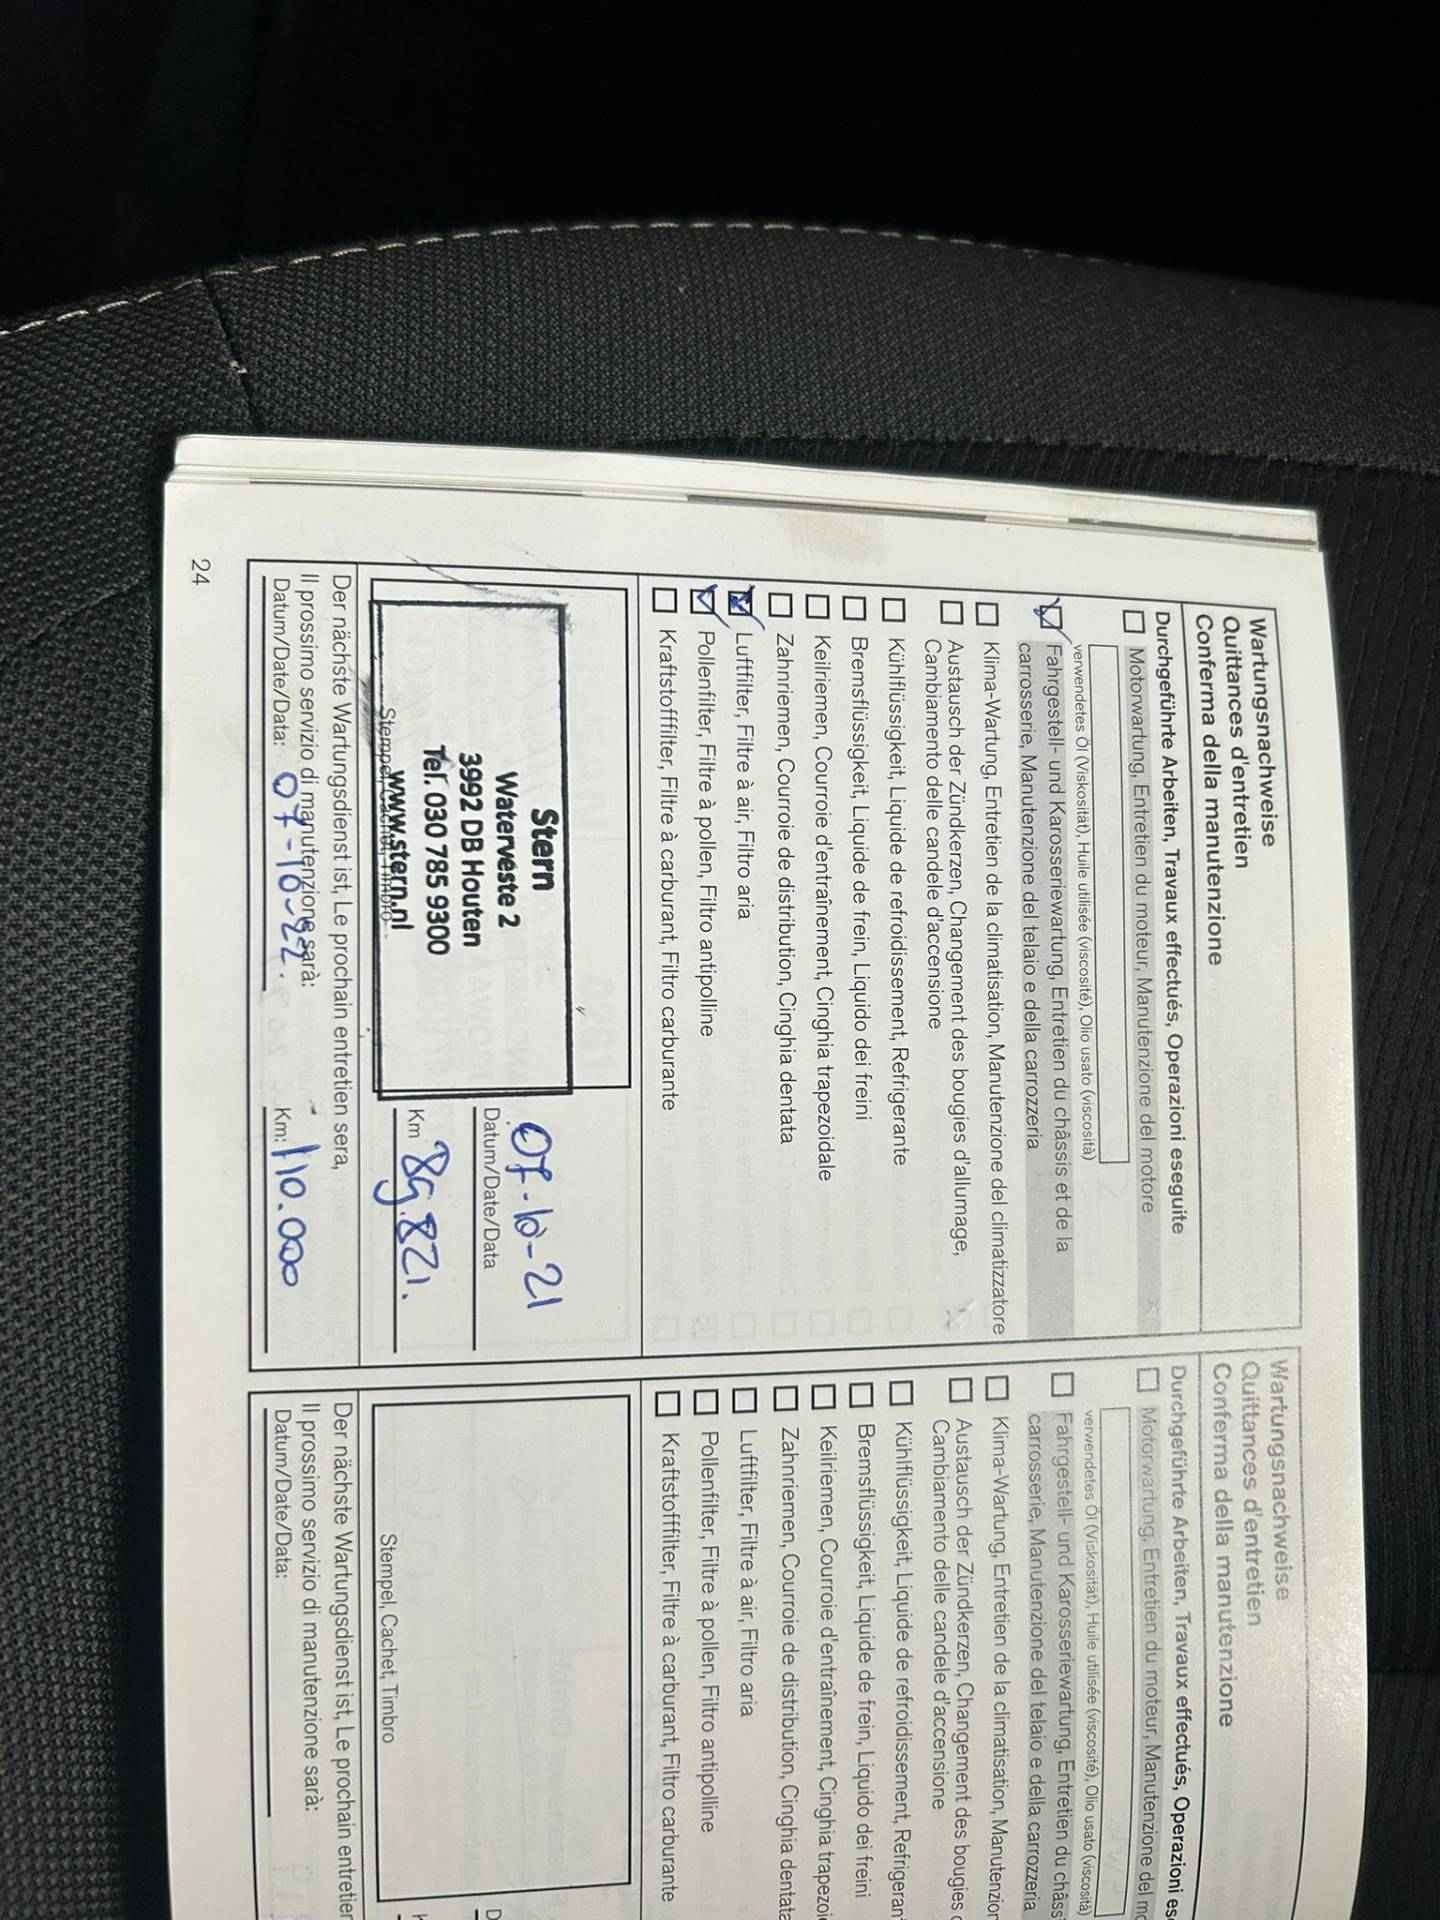 Wartungsnachweise
Quittances d'entretien
Conferma della manutenzione
Durchgeführte Arbeiten, Travaux effectués, Operazioni eseguite
Motorwartung, Entretien du moteur, Manutenzione del motore
verwendetes Öl (Viskosität), Huile utilisée (viscosité), Olio usato (viscosità)
Fahrgestell- und Karosseriewartung, Entretien du châssis et de la
carrosserie, Manutenzione del telaio e della carrozzeria
Klima-Wartung, Entretien de la climatisation, Manutenzione del climatizzatore
Austausch der Zündkerzen, Changement des bougies d'allumage,
Cambiamento delle candele d'accensione
Kühlflüssigkeit, Liquide de refroidissement, Refrigerante
Bremsflüssigkeit, Liquide de frein, Liquido dei freini
Keilriemen, Courroie d'entraînement, Cinghia trapezoidale
Zahnriemen, Courroie de distribution, Cinghia dentata
Luftfilter, Filtre à air, Filtro aria
Pollenfilter, Filtre à pollen, Filtro antipolline
Kraftstofffilter, Filtre à carburant, Filtro carburante
Stern
Waterveste 2
3992 DB Houten
Tel. 030 785 9300
www.stern.nl
Stempel, Cachet, Timbro
07-10-21
Datum/Date/Data
Km 89.821.
Der nächste Wartungsdienst ist, Le prochain entretien sera,
Il prossimo servizio di manutenzione sarà:
Datum/Date/Data: 07-10-22. Km: 110.000
24
Wartungsnachweise
Quittances d'entretien
Conferma della manutenzione
Durchgeführte Arbeiten, Travaux effectués, Operazioni es
Motorwartung, Entretien du moteur, Manutenzione del mo
verwendetes Öl (Viskosität), Huile utilisée (viscosité), Olio usato (viscosità)
Fahrgestell- und Karosseriewartung, Entretien du châss
carrosserie, Manutenzione del telaio e della carrozzeria
Klima-Wartung, Entretien de la climatisation, Manutenzion
Austausch der Zündkerzen, Changement des bougies d
Cambiamento delle candele d'accensione
Kühlflüssigkeit, Liquide de refroidissement, Refrigerant
Bremsflüssigkeit, Liquide de frein, Liquido dei freini
Keilriemen, Courroie d'entraînement, Cinghia trapezoi
Zahnriemen, Courroie de distribution, Cinghia dentata
Luftfilter, Filtre à air, Filtro aria
Pollenfilter, Filtre à pollen, Filtro antipolline
Kraftstofffilter, Filtre à carburant, Filtro carburante
Stempel, Cachet, Timbro
D
K
Der nächste Wartungsdienst ist, Le prochain entretien
Il prossimo servizio di manutenzione sarà:
Datum/Date/Data: